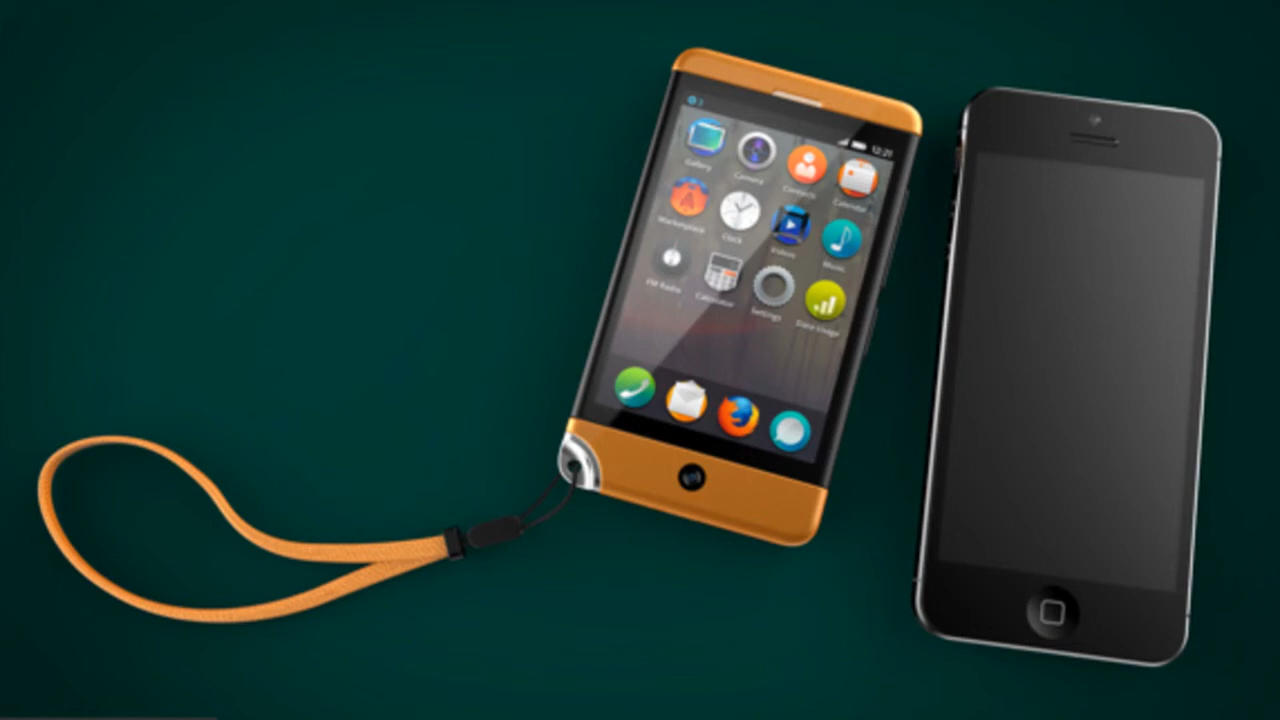 12:21
Gallery
Camera
Contacts
Calendar
Marketplace
Clock
Videos
Music
FM Radio
Calculator
Settings
Data Usage